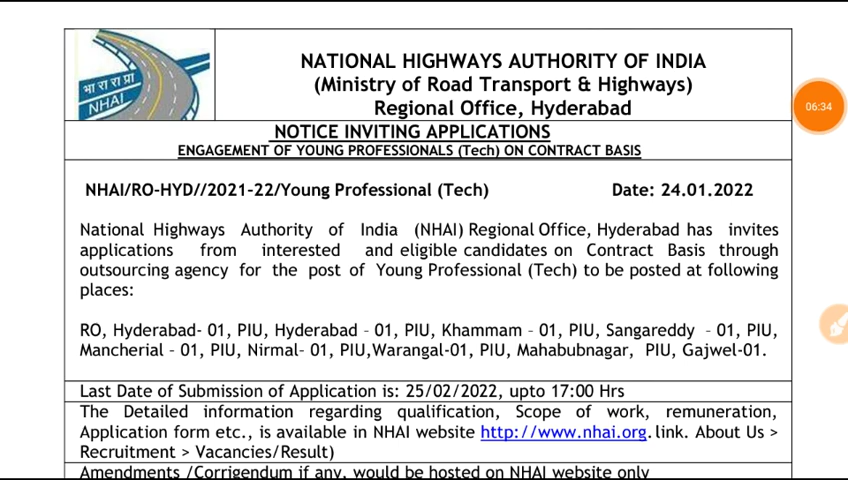 भा रा रा प्रा
NHAI
NATIONAL HIGHWAYS AUTHORITY OF INDIA
(Ministry of Road Transport & Highways)
Regional Office, Hyderabad
NOTICE INVITING APPLICATIONS
ENGAGEMENT OF YOUNG PROFESSIONALS (Tech) ON CONTRACT BASIS
06:34
NHAI/RO-HYD//2021-22/Young Professional (Tech) Date: 24.01.2022
National Highways Authority of India (NHAI) Regional Office, Hyderabad has invites
applications from interested and eligible candidates on Contract Basis through
outsourcing agency for the post of Young Professional (Tech) to be posted at following
places:
RO, Hyderabad- 01, PIU, Hyderabad – 01, PIU, Khammam – 01, PIU, Sangareddy – 01, PIU,
Mancherial – 01, PIU, Nirmal- 01, PIU,Warangal-01, PIU, Mahabubnagar, PIU, Gajwel-01.
Last Date of Submission of Application is: 25/02/2022, upto 17:00 Hrs
The Detailed information regarding qualification, Scope of work, remuneration,
Application form etc., is available in NHAI website http://www.nhai.org. link. About Us >
Recruitment > Vacancies/Result)
Amendments /Corrigendum if any, would be hosted on NHAI website only